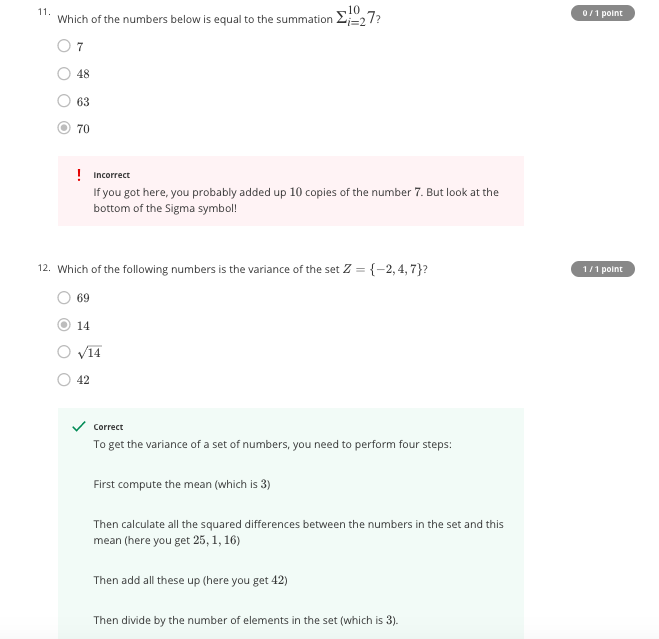 11. Which of the numbers below is equal to the summation $\Sigma_{i=2}^{10} 7$?
0 / 1 point
7
48
63
70
! Incorrect
If you got here, you probably added up 10 copies of the number 7. But look at the
bottom of the Sigma symbol!
12. Which of the following numbers is the variance of the set $Z = \{-2, 4, 7\}$?
1 / 1 point
69
14
$\sqrt{14}$
42
Correct
To get the variance of a set of numbers, you need to perform four steps:
First compute the mean (which is 3)
Then calculate all the squared differences between the numbers in the set and this
mean (here you get 25, 1, 16)
Then add all these up (here you get 42)
Then divide by the number of elements in the set (which is 3).